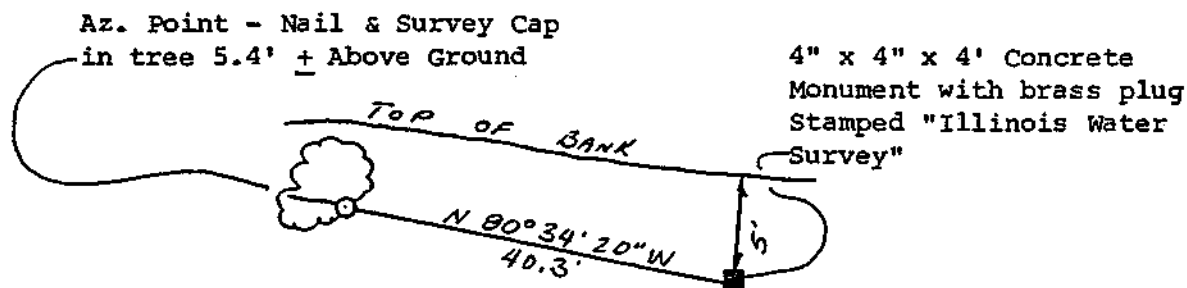 Az. Point - Nail & Survey Cap
in tree 5.4' ± Above Ground
4" x 4" x 4' Concrete
Monument with brass plug
Stamped "Illinois Water
Survey"
TOP OF BANK
N 80° 34' 20" W
40.3'
5'